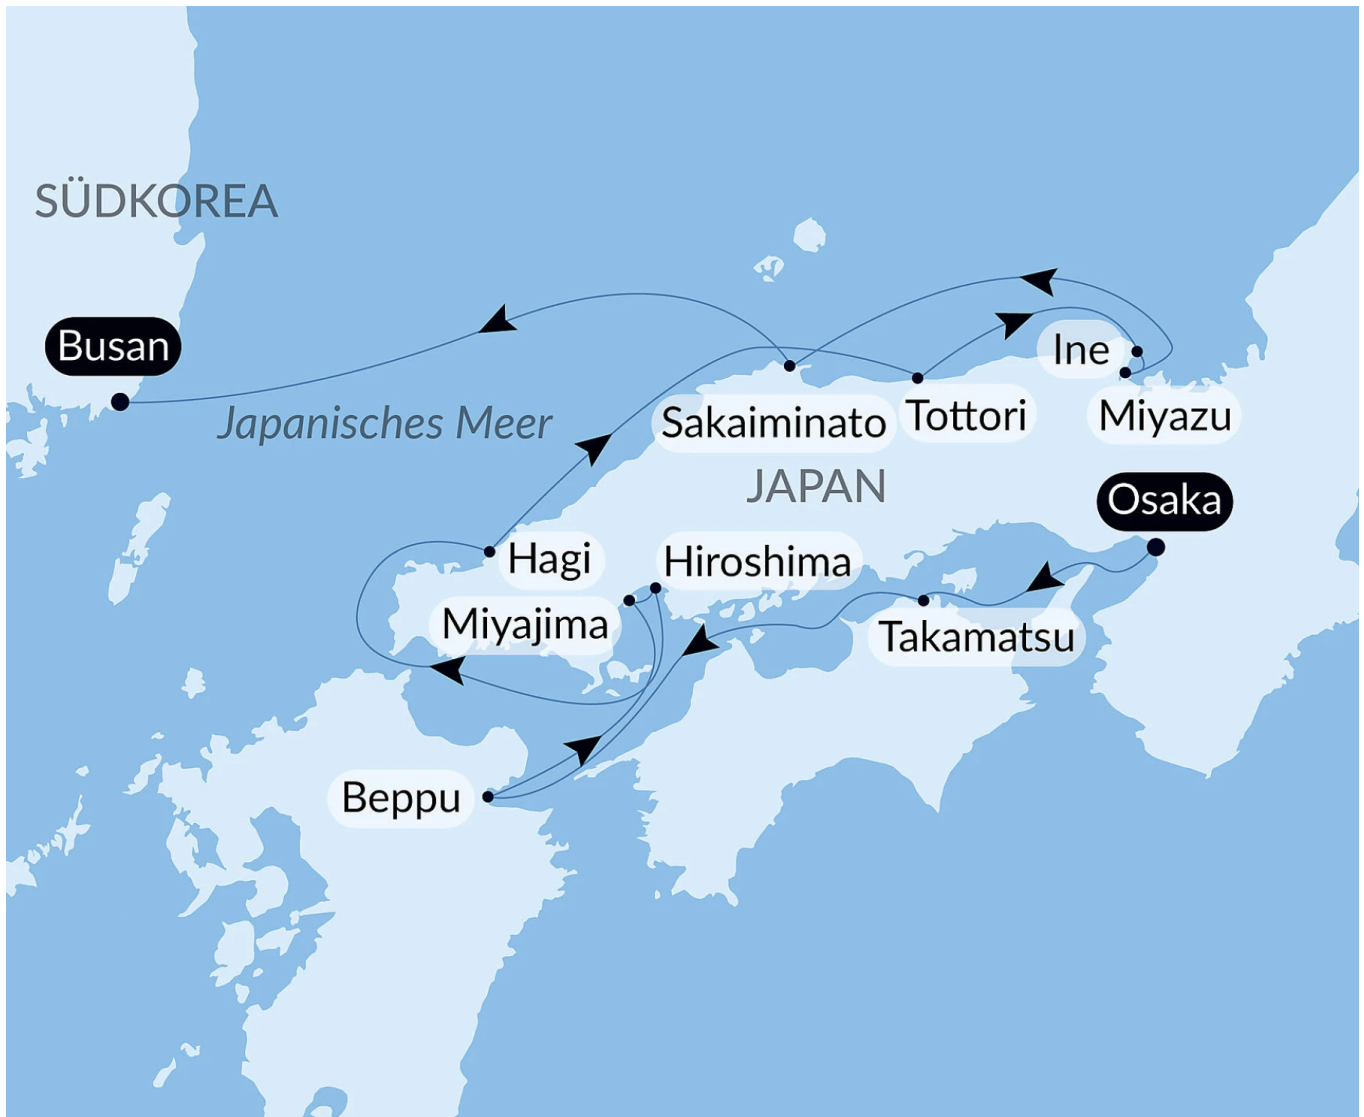 SÜDKOREA
Busan
Japanisches Meer
Ine
Sakaiminato
Tottori
Miyazu
JAPAN
Osaka
Hagi
Hiroshima
Miyajima
Takamatsu
Beppu